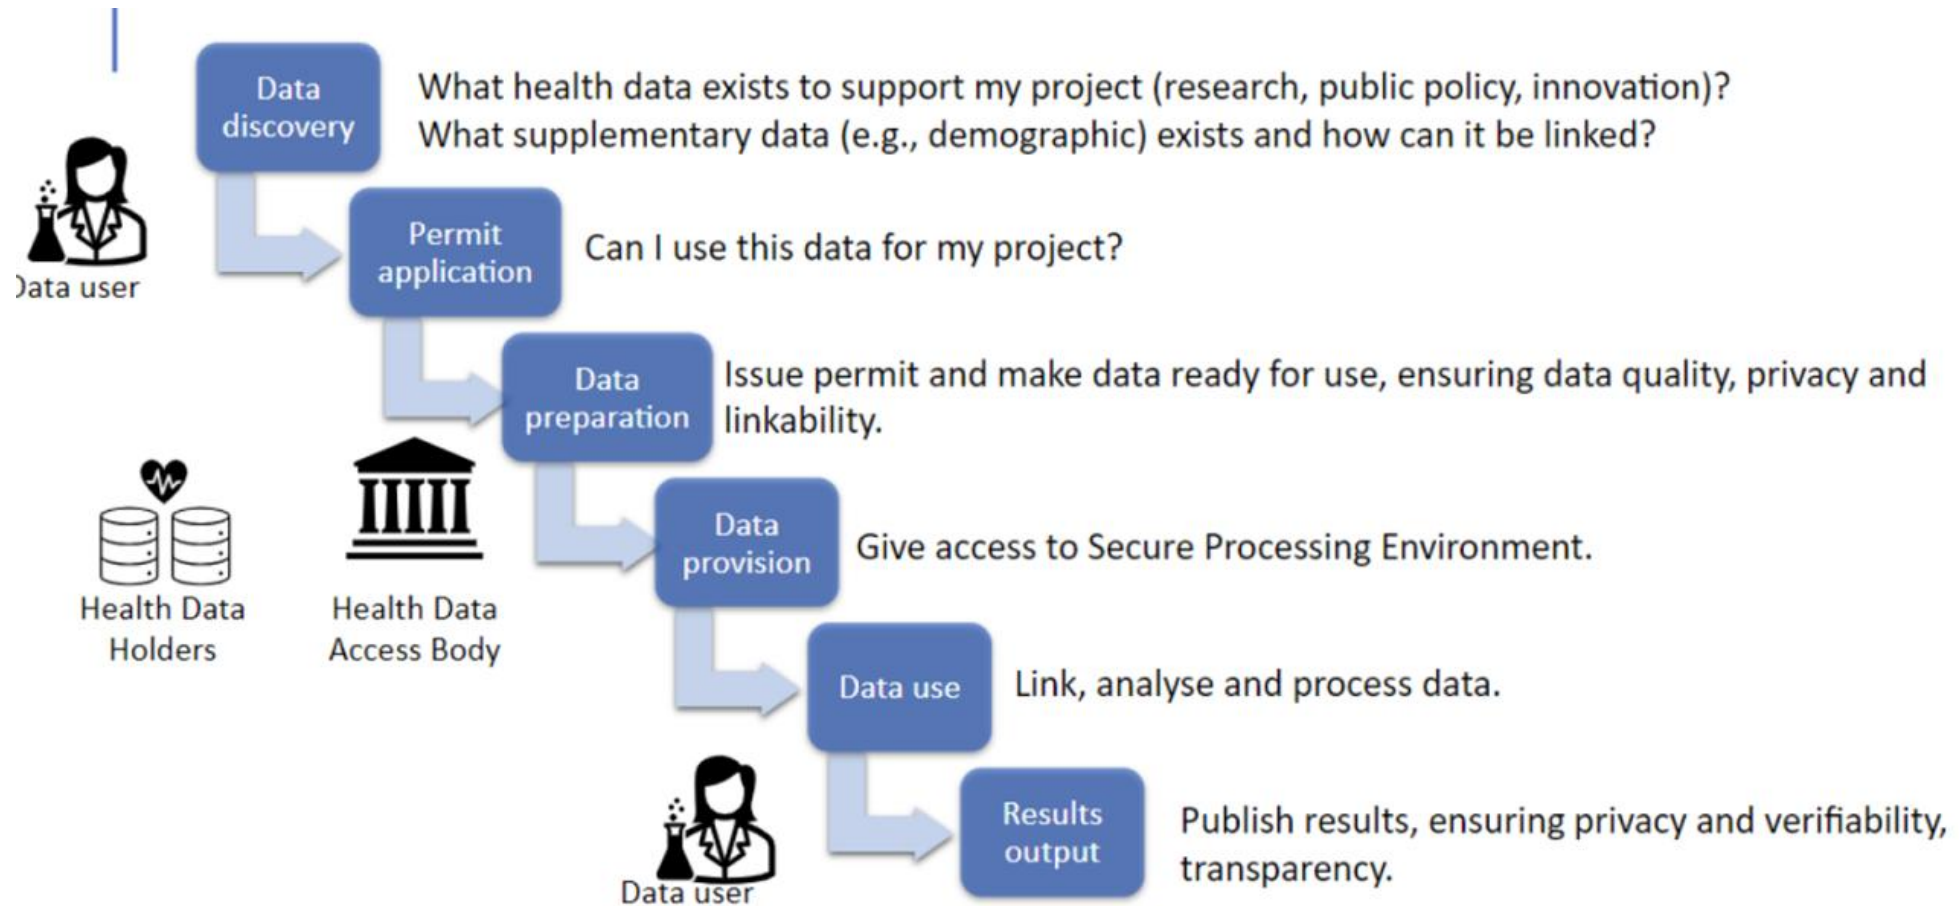 Data
discovery
What health data exists to support my project (research, public policy, innovation)?
What supplementary data (e.g., demographic) exists and how can it be linked?
Data user
Permit
application
Can I use this data for my project?
Data
preparation
Issue permit and make data ready for use, ensuring data quality, privacy and
linkability.
Health Data
Holders
Health Data
Access Body
Data
provision
Give access to Secure Processing Environment.
Data use
Link, analyse and process data.
Data user
Results
output
Publish results, ensuring privacy and verifiability,
transparency.